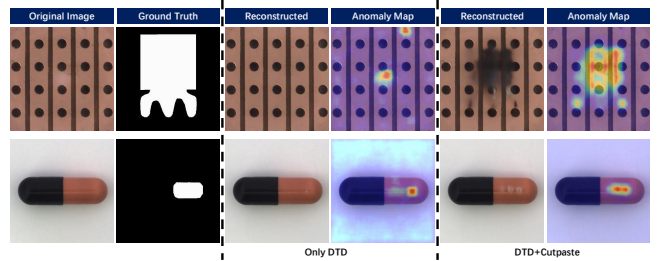 Original Image Ground Truth Reconstructed Anomaly Map Reconstructed Anomaly Map
Only DTD DTD+Cutpaste